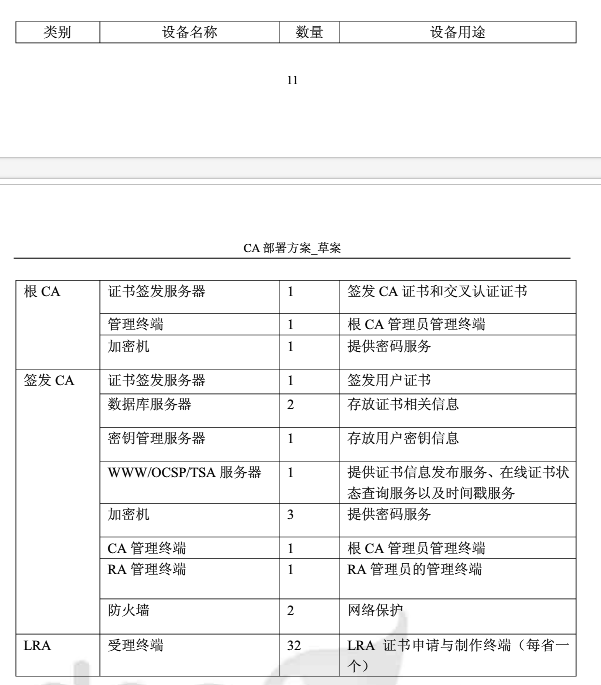 类别 设备名称 数量 设备用途
11
CA 部署方案_草案
根 CA 证书签发服务器 1 签发 CA 证书和交叉认证证书
管理终端 1 根 CA 管理员管理终端
加密机 1 提供密码服务
签发 CA 证书签发服务器 1 签发用户证书
数据库服务器 2 存放证书相关信息
密钥管理服务器 1 存放用户密钥信息
WWW/OCSP/TSA 服务器 1 提供证书信息发布服务、在线证书状
态查询服务以及时间戳服务
加密机 3 提供密码服务
CA 管理终端 1 根 CA 管理员管理终端
RA 管理终端 1 RA 管理员的管理终端
防火墙 2 网络保护
LRA 受理终端 32 LRA 证书申请与制作终端（每省一
个）